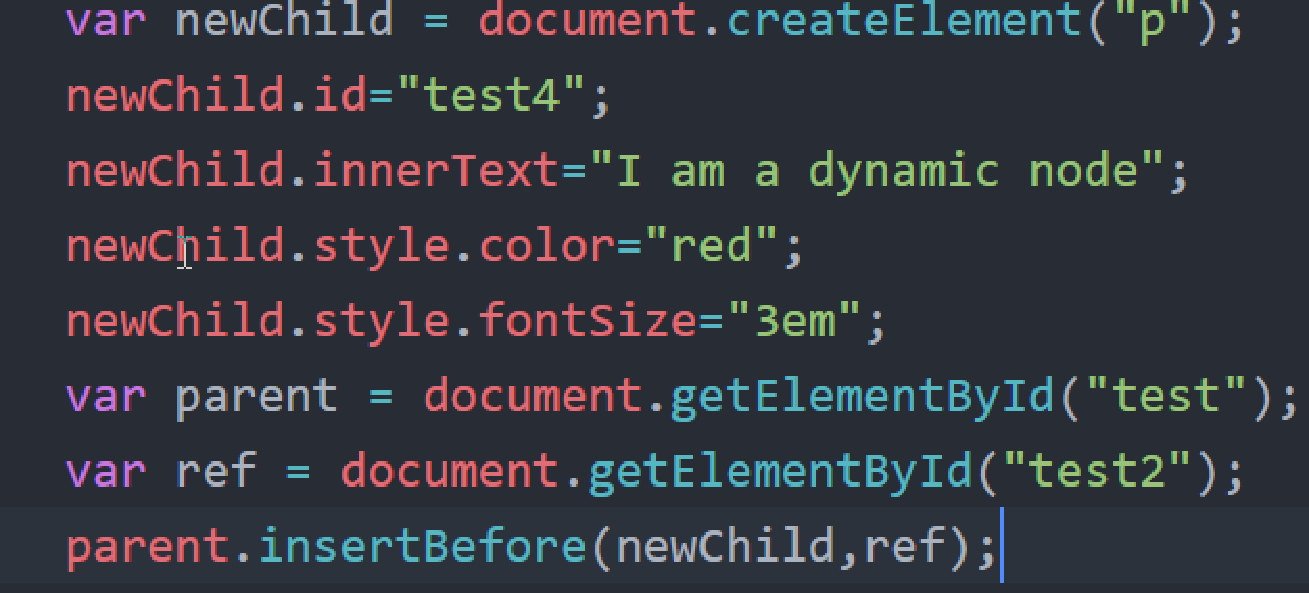 var newChild = document.createElement("p");
newChild.id="test4";
newChild.innerText="I am a dynamic node";
newChild.style.color="red";
newChild.style.fontSize="3em";
var parent = document.getElementById("test");
var ref = document.getElementById("test2");
parent.insertBefore(newChild,ref);